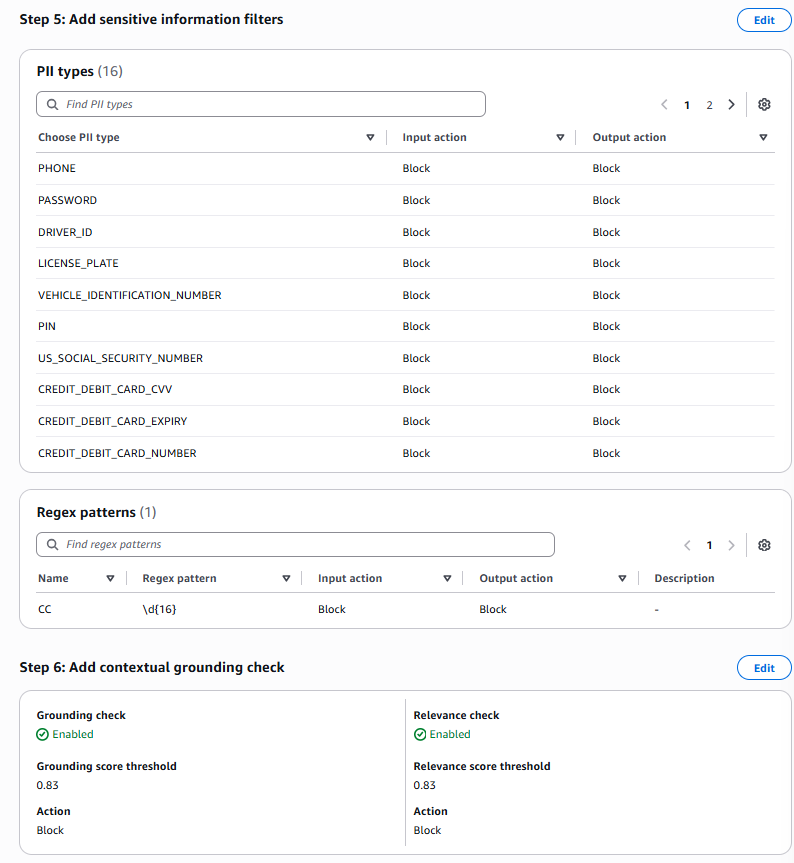 Step 5: Add sensitive information filters Edit
PII types (16)
Find PII types 1 2
Choose PII type Input action Output action
PHONE Block Block
PASSWORD Block Block
DRIVER_ID Block Block
LICENSE_PLATE Block Block
VEHICLE_IDENTIFICATION_NUMBER Block Block
PIN Block Block
US_SOCIAL_SECURITY_NUMBER Block Block
CREDIT_DEBIT_CARD_CVV Block Block
CREDIT_DEBIT_CARD_EXPIRY Block Block
CREDIT_DEBIT_CARD_NUMBER Block Block
Regex patterns (1)
Find regex patterns 1
Name Regex pattern Input action Output action Description
CC \d{16} Block Block -
Step 6: Add contextual grounding check Edit
Grounding check Relevance check
Enabled Enabled
Grounding score threshold Relevance score threshold
0.83 0.83
Action Action
Block Block